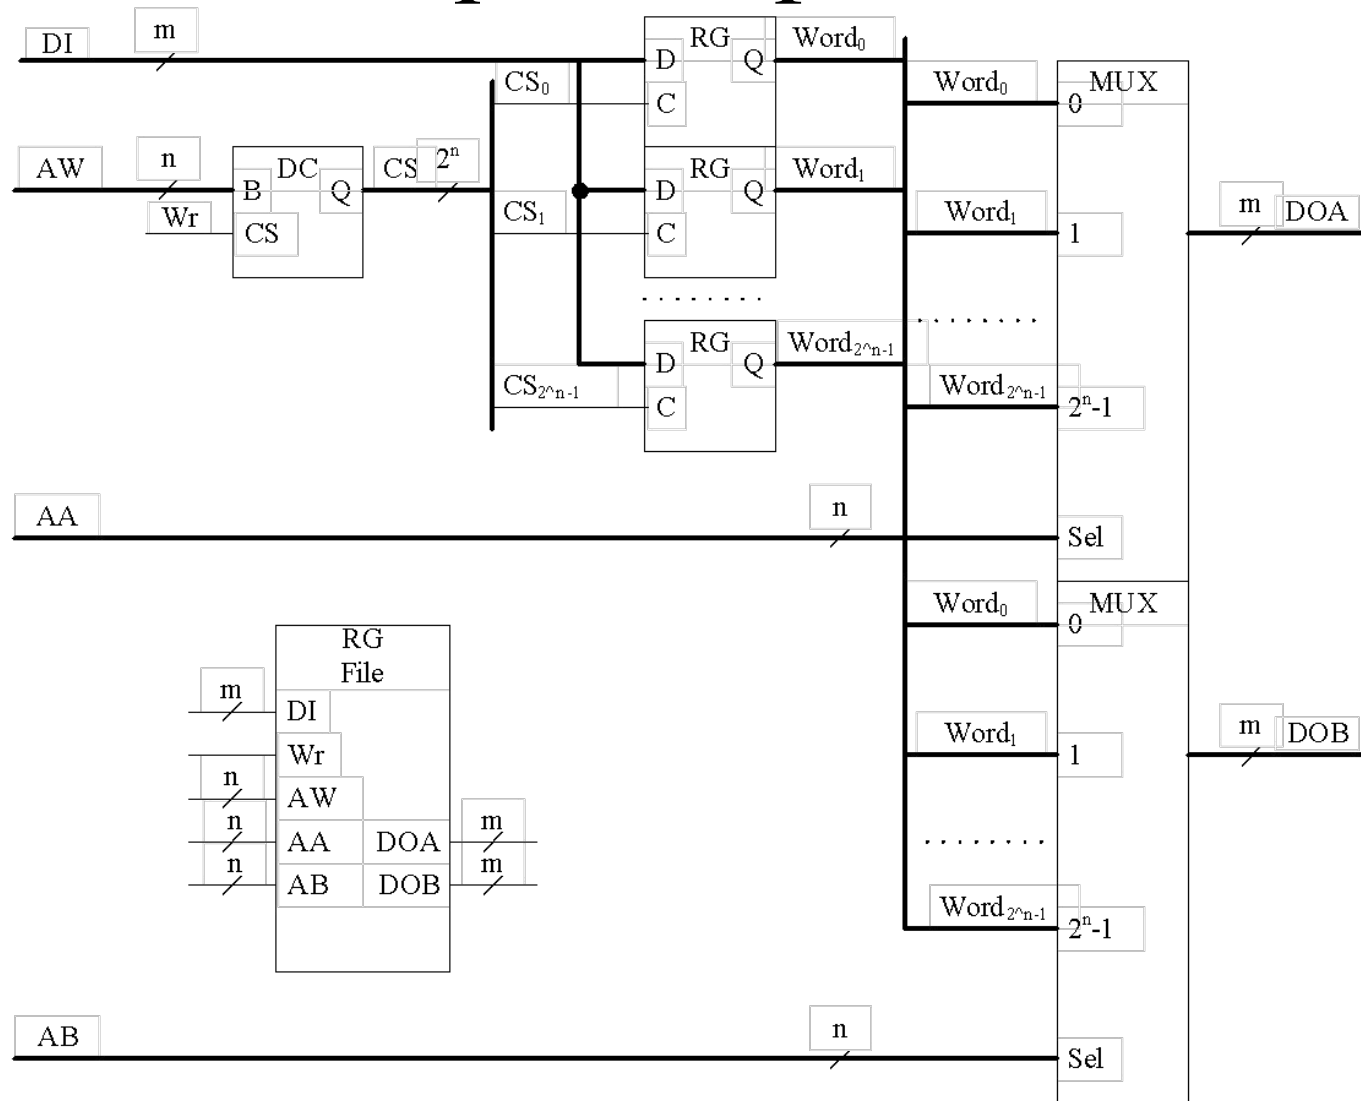 DI
m
RG
Word₀
D
Q
CS₀
C
Word₀
MUX
0
AW
n
DC
CS
2ⁿ
B
Q
Wr
CS
RG
Word₁
D
Q
CS₁
C
Word₁
1
m
DOA
. . . . . . . .
. . . . . . . .
RG
Word₂^n-1
D
Q
CS₂^n-1
C
Word₂^n-1
2ⁿ-1
AA
n
Sel
Word₀
MUX
0
RG
File
m
DI
Wr
n
AW
n
AA
DOA
m
n
AB
DOB
m
Word₁
1
m
DOB
. . . . . . . .
Word₂^n-1
2ⁿ-1
AB
n
Sel